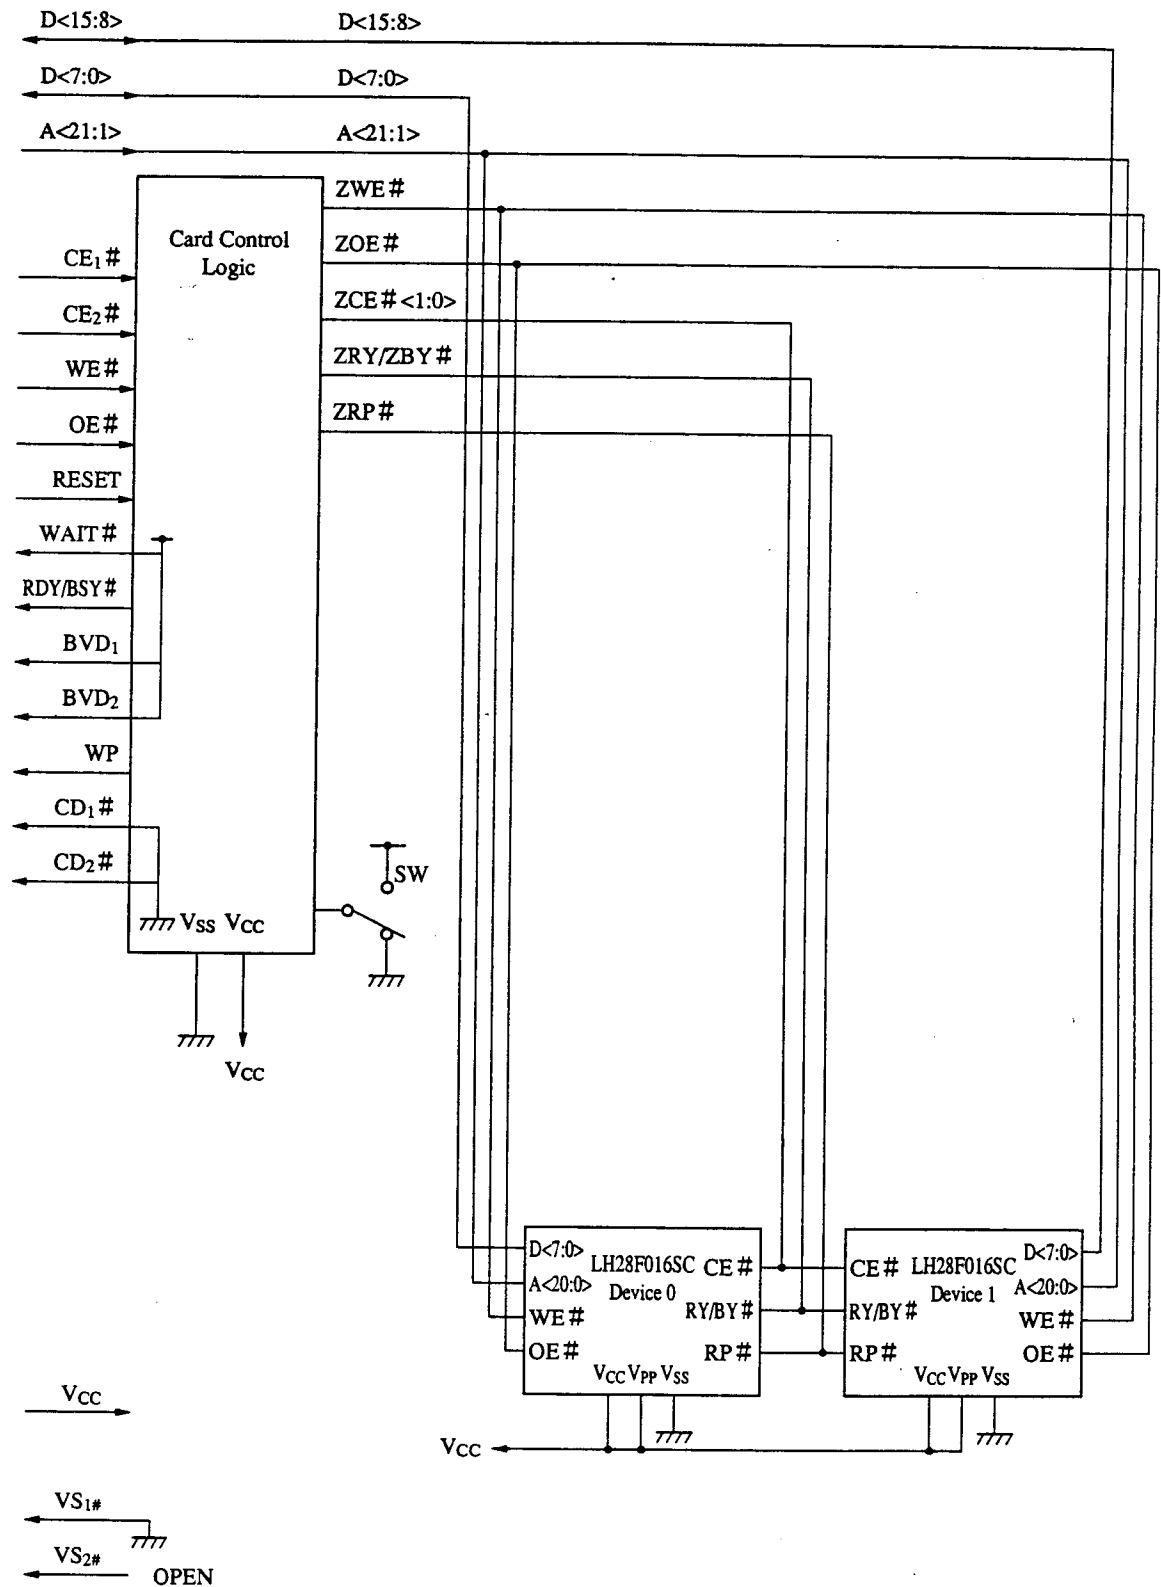 D<15:8> D<15:8>
D<7:0> D<7:0>
A<21:1> A<21:1>
Card Control
Logic
ZWE#
ZOE#
ZCE#<1:0>
ZRY/ZBY#
ZRP#
CE1#
CE2#
WE#
OE#
RESET
WAIT#
RDY/BSY#
BVD1
BVD2
WP
CD1#
CD2#
VSS VCC
VCC
SW
D<7:0>
A<20:0>
WE#
OE#
LH28F016SC
Device 0
CE#
RY/BY#
RP#
VCC VPP VSS
CE#
RY/BY#
RP#
LH28F016SC
Device 1
D<7:0>
A<20:0>
WE#
OE#
VCC VPP VSS
VCC
VCC
VS1#
VS2#
OPEN